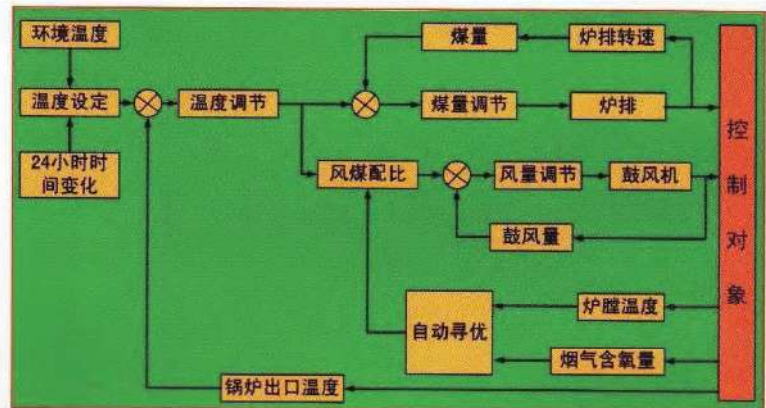 环境温度
煤量
炉排转速
温度设定
温度调节
煤量调节
炉排
24小时时
间变化
风煤配比
风量调节
鼓风机
鼓风量
控制对象
炉膛温度
自动寻优
烟气含氧量
锅炉出口温度